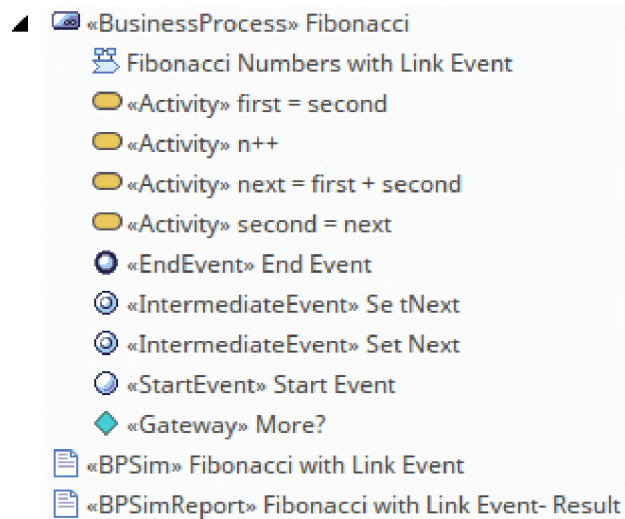 «BusinessProcess» Fibonacci
Fibonacci Numbers with Link Event
«Activity» first = second
«Activity» n++
«Activity» next = first + second
«Activity» second = next
«EndEvent» End Event
«IntermediateEvent» Se tNext
«IntermediateEvent» Set Next
«StartEvent» Start Event
«Gateway» More?
«BPSim» Fibonacci with Link Event
«BPSimReport» Fibonacci with Link Event- Result